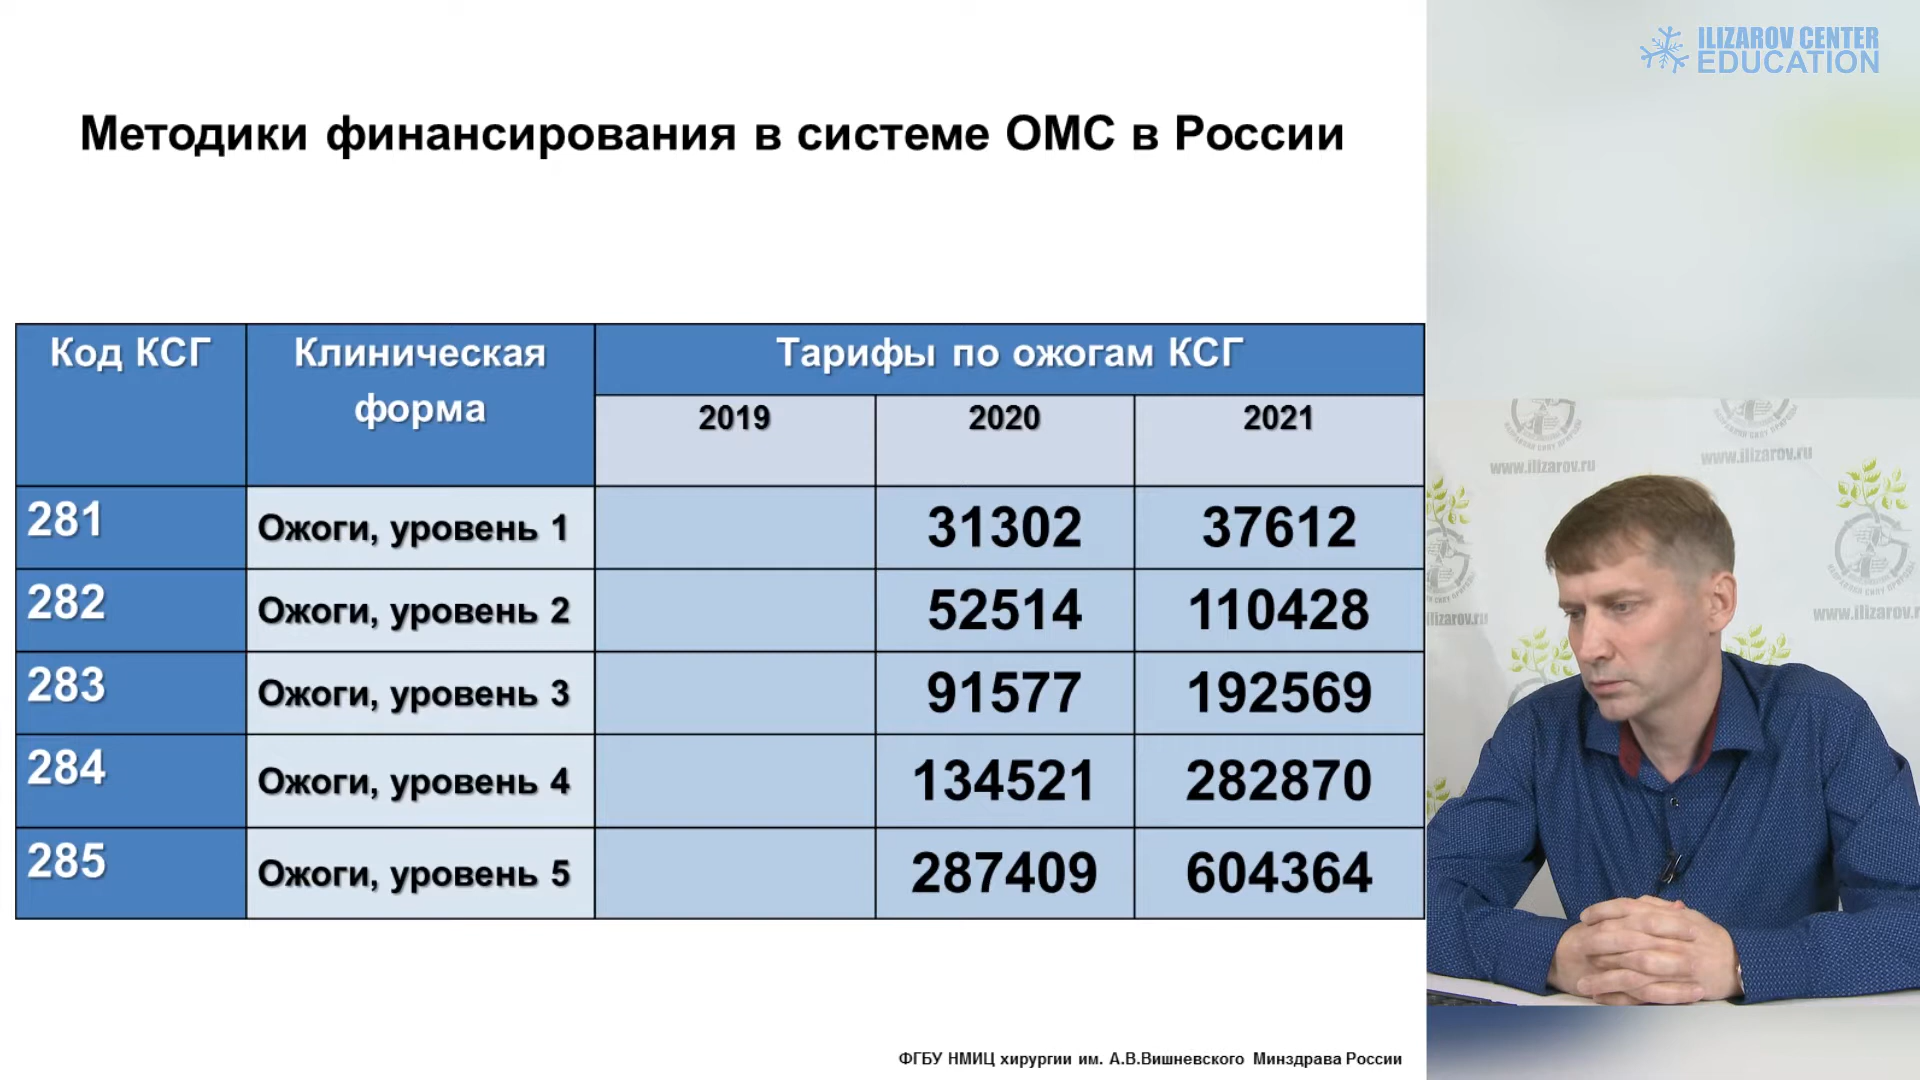 ILIZAROV CENTER
EDUCATION
Методики финансирования в системе ОМС в России
Код КСГ
Клиническая
форма
Тарифы по ожогам КСГ
2019
2020
2021
281
Ожоги, уровень 1
31302
37612
282
Ожоги, уровень 2
52514
110428
283
Ожоги, уровень 3
91577
192569
284
Ожоги, уровень 4
134521
282870
285
Ожоги, уровень 5
287409
604364
www.ilizarov.ru
www.ilizarov.ru
ФГБУ НМИЦ хирургии им. А.В.Вишневского Минздрава России